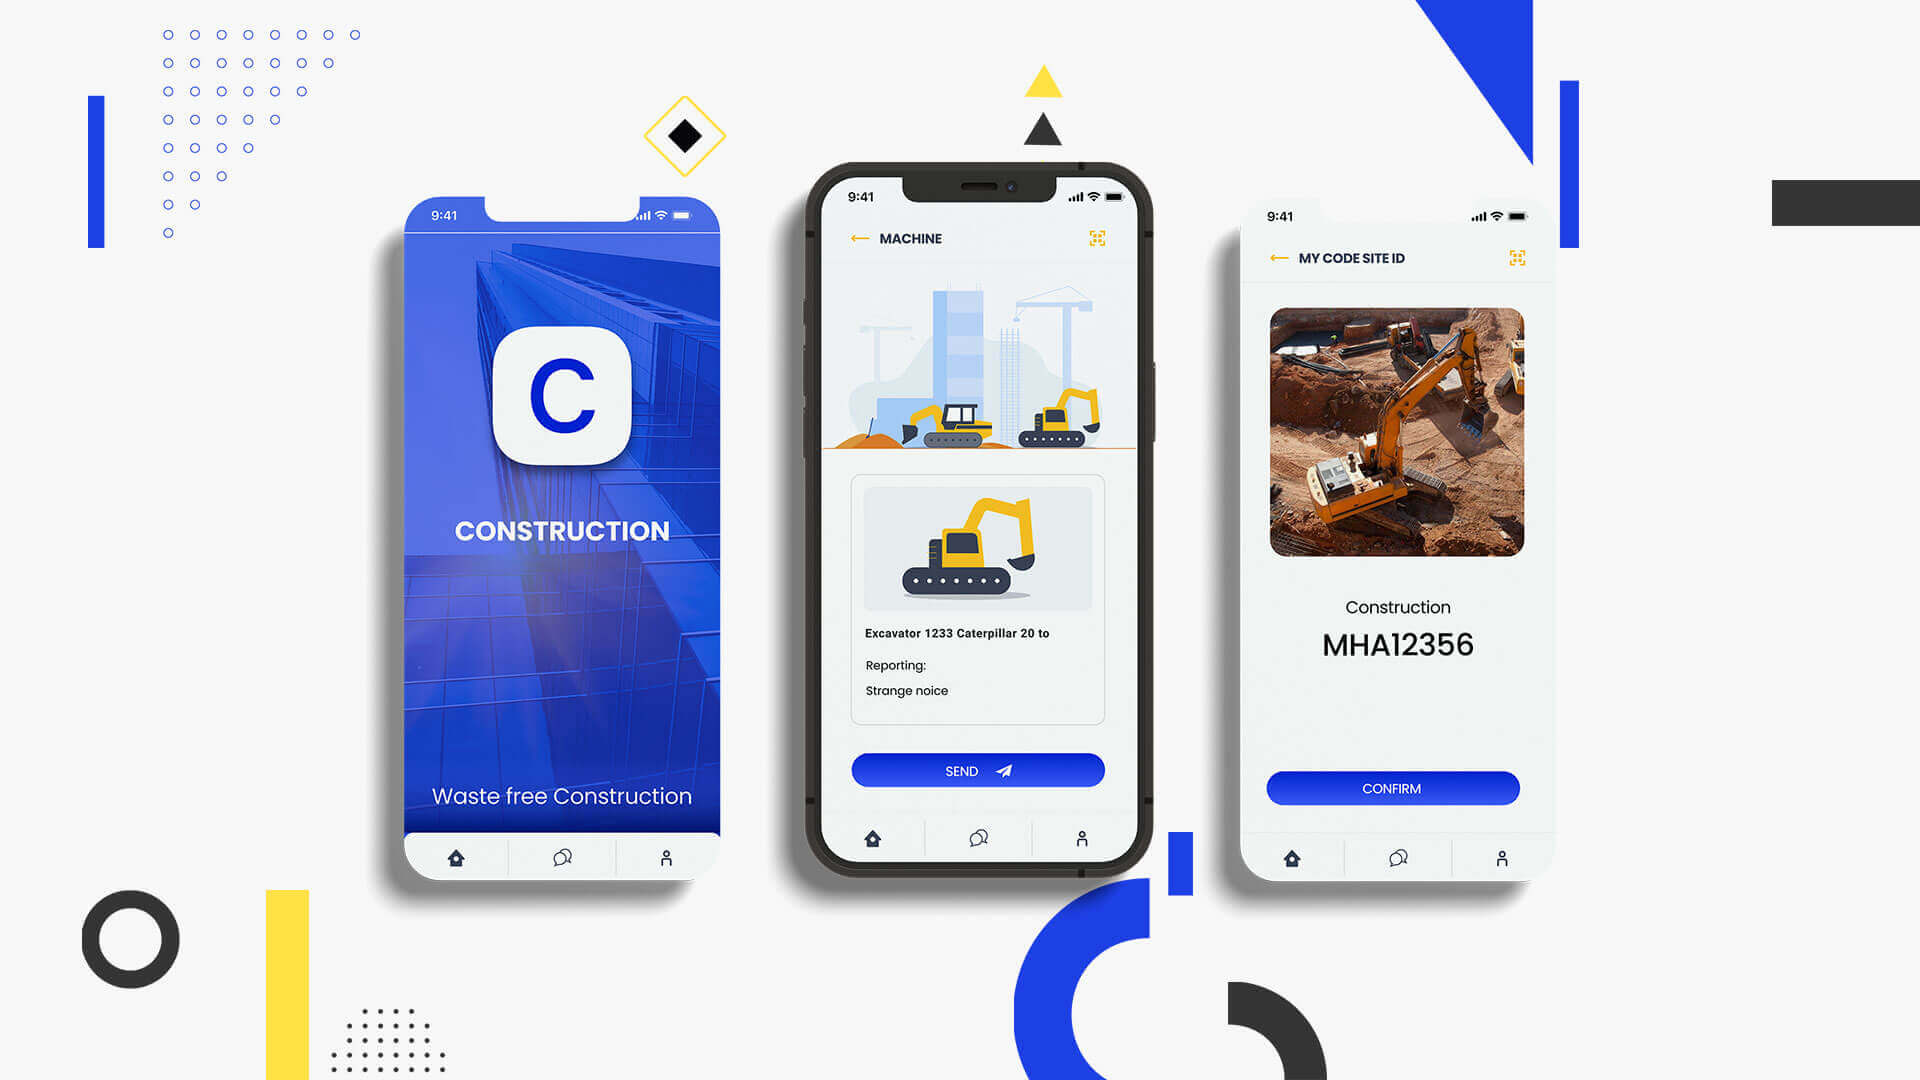 9:41
C
CONSTRUCTION
Waste free Construction
9:41
MACHINE
Excavator 1233 Caterpillar 20 to
Reporting:
Strange noice
SEND
9:41
MY CODE SITE ID
Construction
MHA12356
CONFIRM